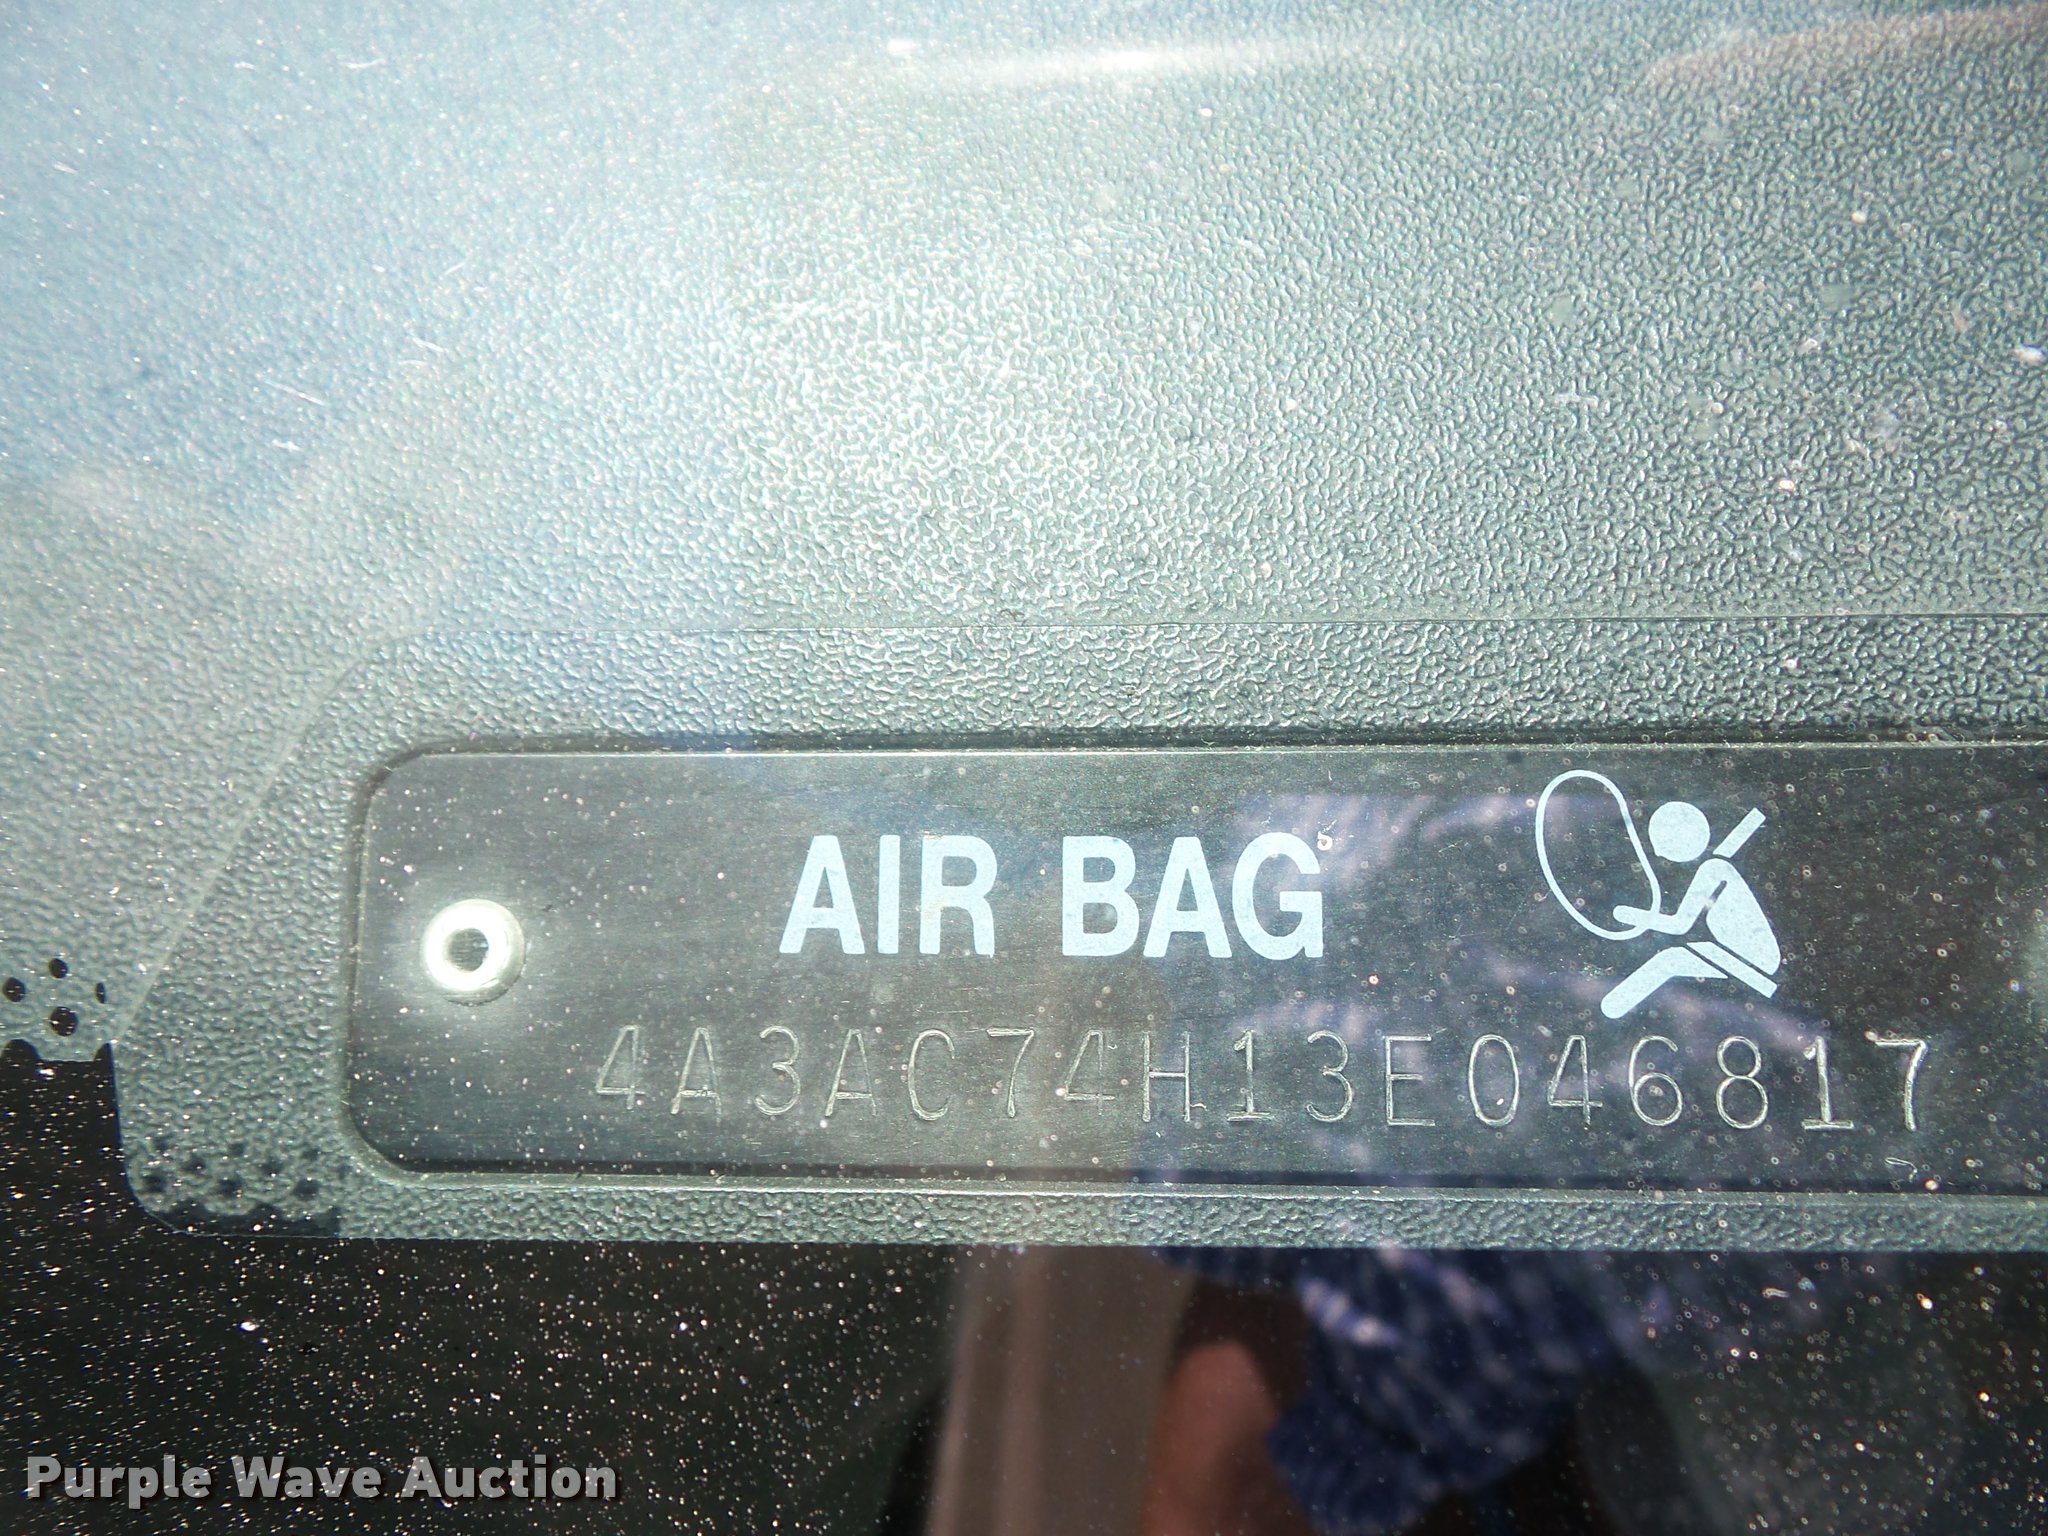 AIR BAG
4A3AC74H13E046817
Purple Wave Auction